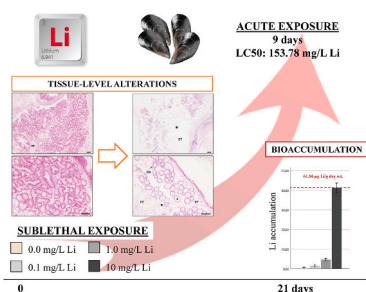 Li
Lithium
6.941
ACUTE EXPOSURE
9 days
LC50: 153.78 mg/L Li
TISSUE-LEVEL ALTERATIONS
BIOACCUMULATION
Li accumulation
SUBLETHAL EXPOSURE
0.0 mg/L Li
1.0 mg/L Li
0.1 mg/L Li
10 mg/L Li
0
21 days